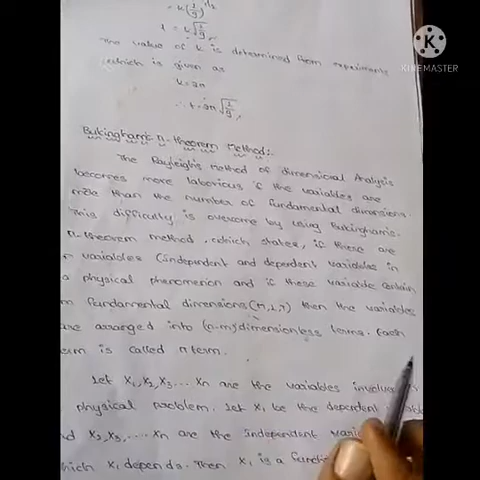 = k(l/g)^1/2
t = k√l/g
The value of k is determined from experiments
which is given as
k = 2π
∴ t = 2π √l/g
KINEMASTER
Bukinghams π-theorem Method:-
The Rayleigh's Method of dimensional Analysis
becomes more laborious if the variables are
more than the number of fundamental dimensions.
This difficulty is overcome by using Bukinghams
π-theorem method, which states, if there are
n variables (independent and dependent variables in
a physical phenomenon and if these variable contain
m fundamental dimensions (M,L,T) then the variables
are arranged into (n-m) dimensionless terms. Each
term is called π term.
Let X1, X2, X3... Xn are the variables
physical problem. Let X1 be the dependent
X2, X3, ... Xn are the independent
which X1 depends. Then X1 is a